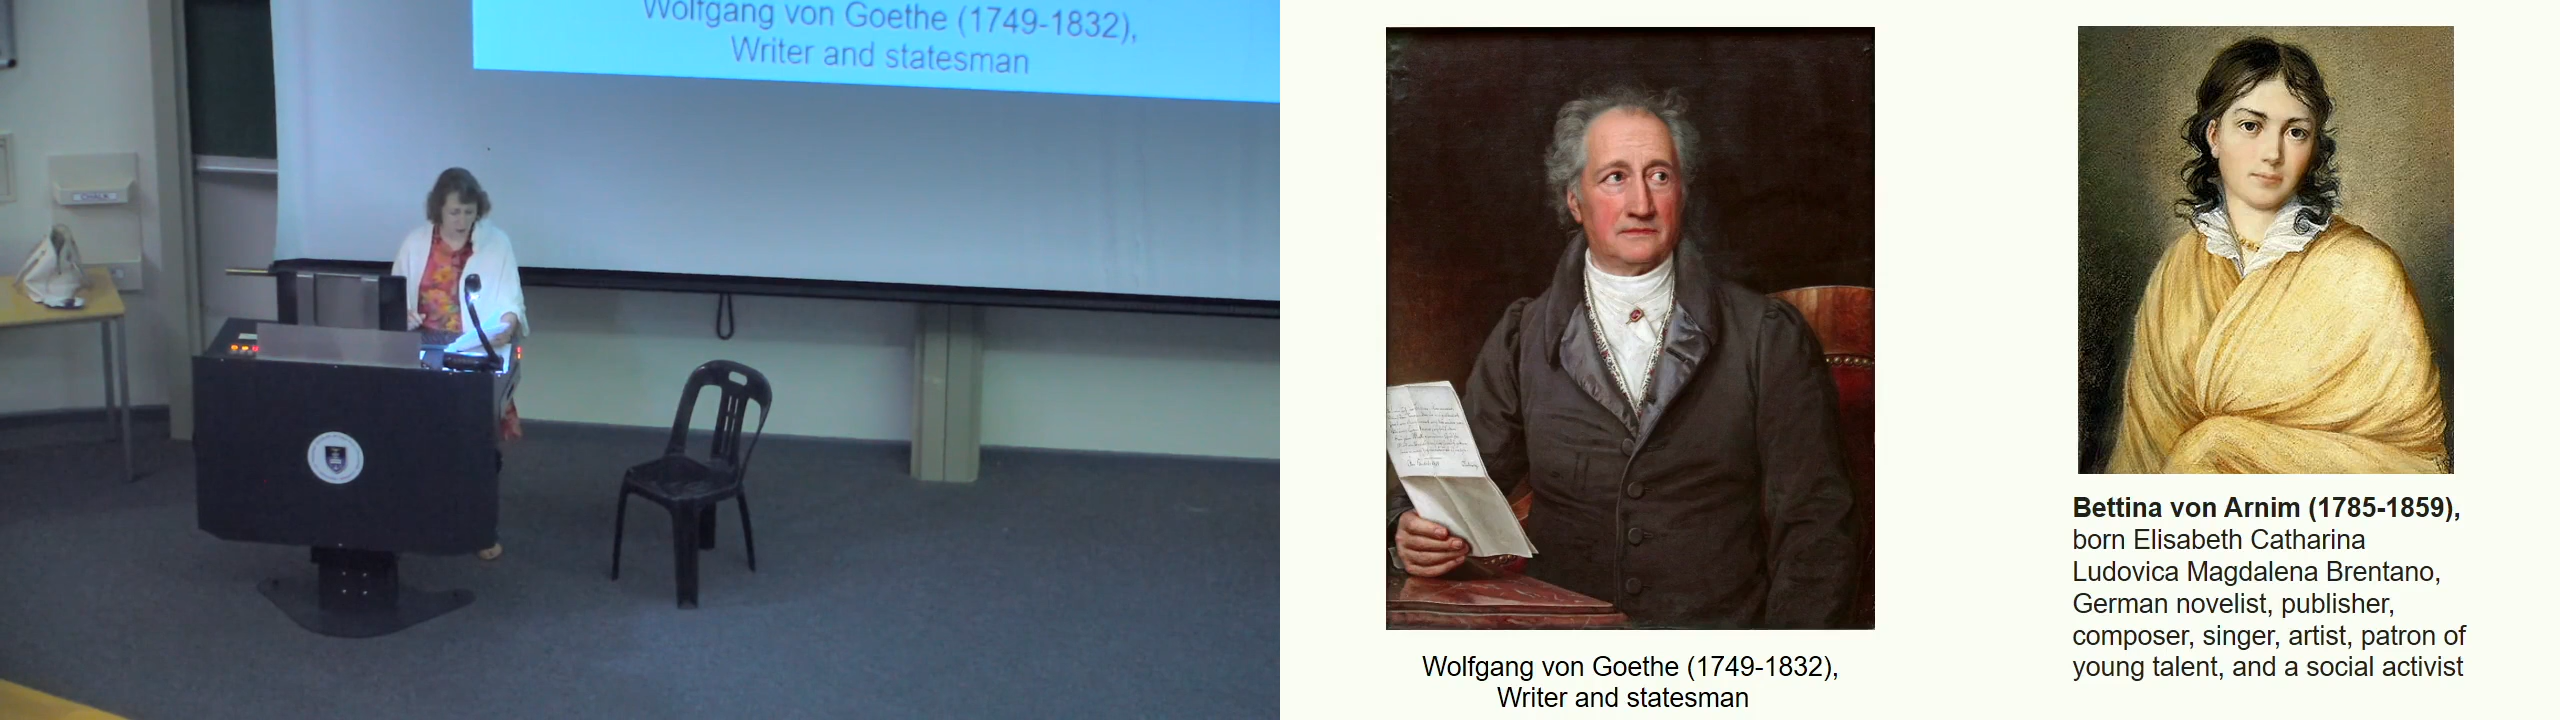 Wolfgang von Goethe (1749-1832),
Writer and statesman
CHALK
Wolfgang von Goethe (1749-1832),
Writer and statesman
Bettina von Arnim (1785-1859),
born Elisabeth Catharina
Ludovica Magdalena Brentano,
German novelist, publisher,
composer, singer, artist, patron of
young talent, and a social activist